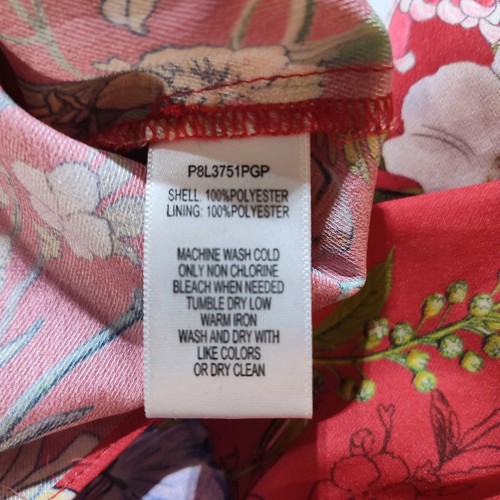 P8L3751PGP
SHELL: 100%POLYESTER
LINING: 100%POLYESTER
MACHINE WASH COLD
ONLY NON CHLORINE
BLEACH WHEN NEEDED
TUMBLE DRY LOW
WARM IRON
WASH AND DRY WITH
LIKE COLORS
OR DRY CLEAN